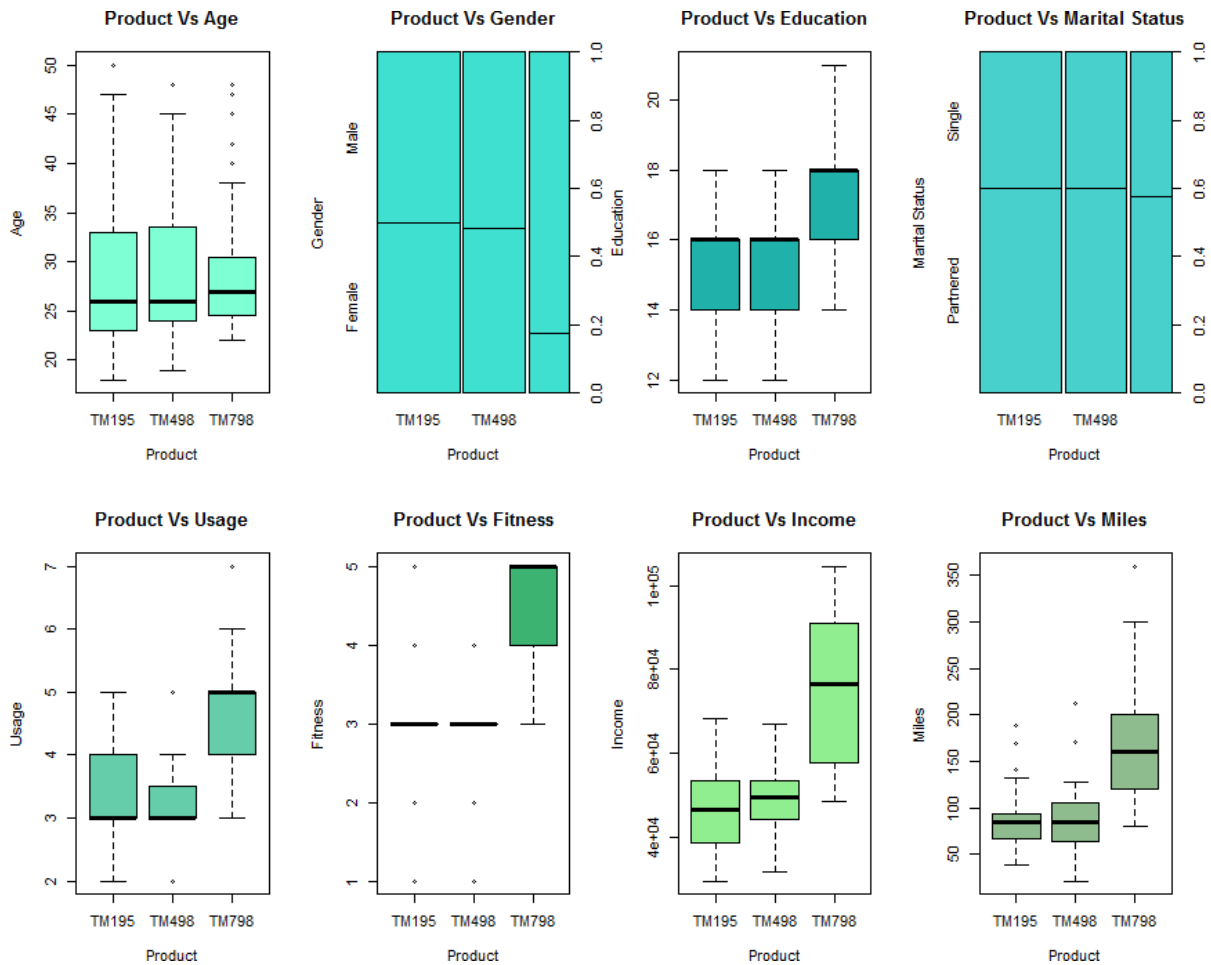 Product Vs Age
Age
50
45
40
35
30
25
20
TM195 TM498 TM798
Product
Product Vs Gender
Gender
Male
Female
1.0
0.8
0.6
0.4
0.2
0.0
TM195 TM498
Product
Product Vs Education
Education
20
18
16
14
12
TM195 TM498 TM798
Product
Product Vs Marital Status
Marital Status
Single
Partnered
1.0
0.8
0.6
0.4
0.2
0.0
TM195 TM498
Product
Product Vs Usage
Usage
7
6
5
4
3
2
TM195 TM498 TM798
Product
Product Vs Fitness
Fitness
5
4
3
2
1
TM195 TM498 TM798
Product
Product Vs Income
Income
1e+05
8e+04
6e+04
4e+04
TM195 TM498 TM798
Product
Product Vs Miles
Miles
350
300
250
200
150
100
50
TM195 TM498 TM798
Product